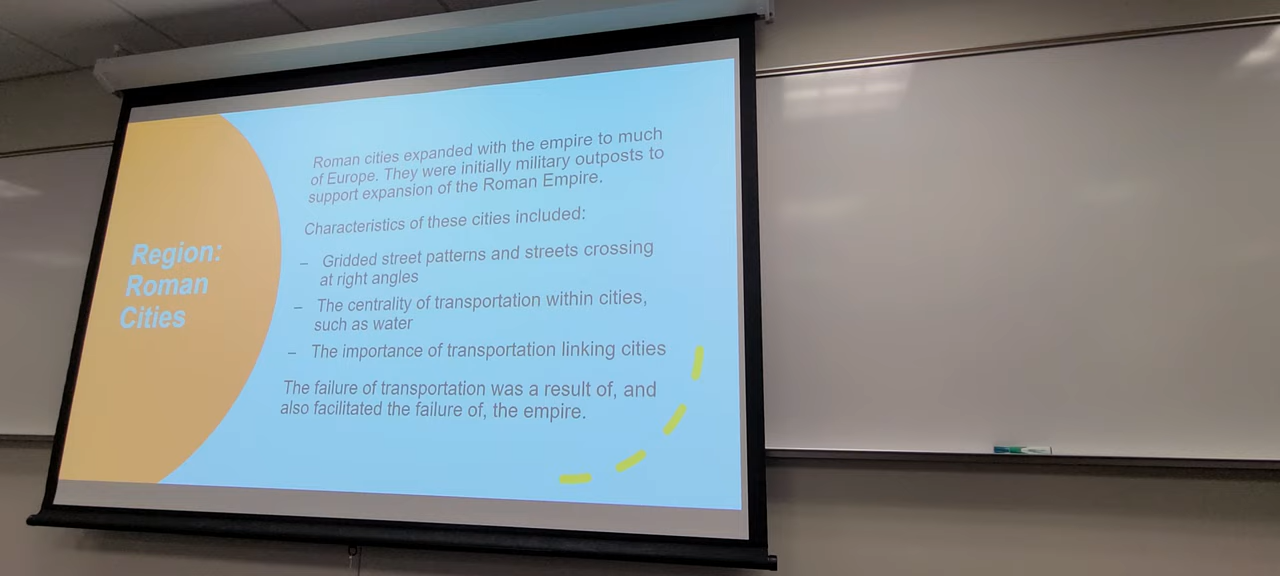 Region:
Roman
Cities
Roman cities expanded with the empire to much
of Europe. They were initially military outposts to
support expansion of the Roman Empire.
Characteristics of these cities included:
– Gridded street patterns and streets crossing
at right angles
– The centrality of transportation within cities,
such as water
– The importance of transportation linking cities
The failure of transportation was a result of, and
also facilitated the failure of, the empire.